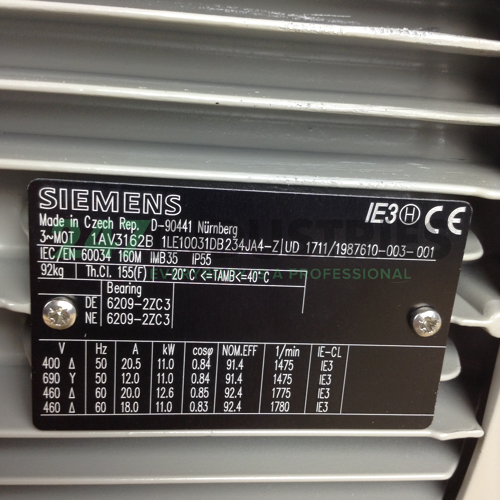 SIEMENS
IE3 H CE
Made in Czech Rep. D-90441 Nürnberg
3~MOT 1AV3162B 1LE10031DB234JA4-Z UD 1711/1987610-003-001
IEC/EN 60034 160M IMB35 IP55
92kg Th.Cl. 155(F) -20°C <=TAMB<=40°C
Bearing
DE 6209-2ZC3
NE 6209-2ZC3
V Hz A kW cosφ NOM.EFF 1/min IE-CL
400 Δ 50 20.5 11.0 0.84 91.4 1475 IE3
690 Y 50 12.0 11.0 0.84 91.4 1475 IE3
460 Δ 60 20.0 12.6 0.85 92.4 1775 IE3
460 Δ 60 18.0 11.0 0.83 92.4 1780 IE3